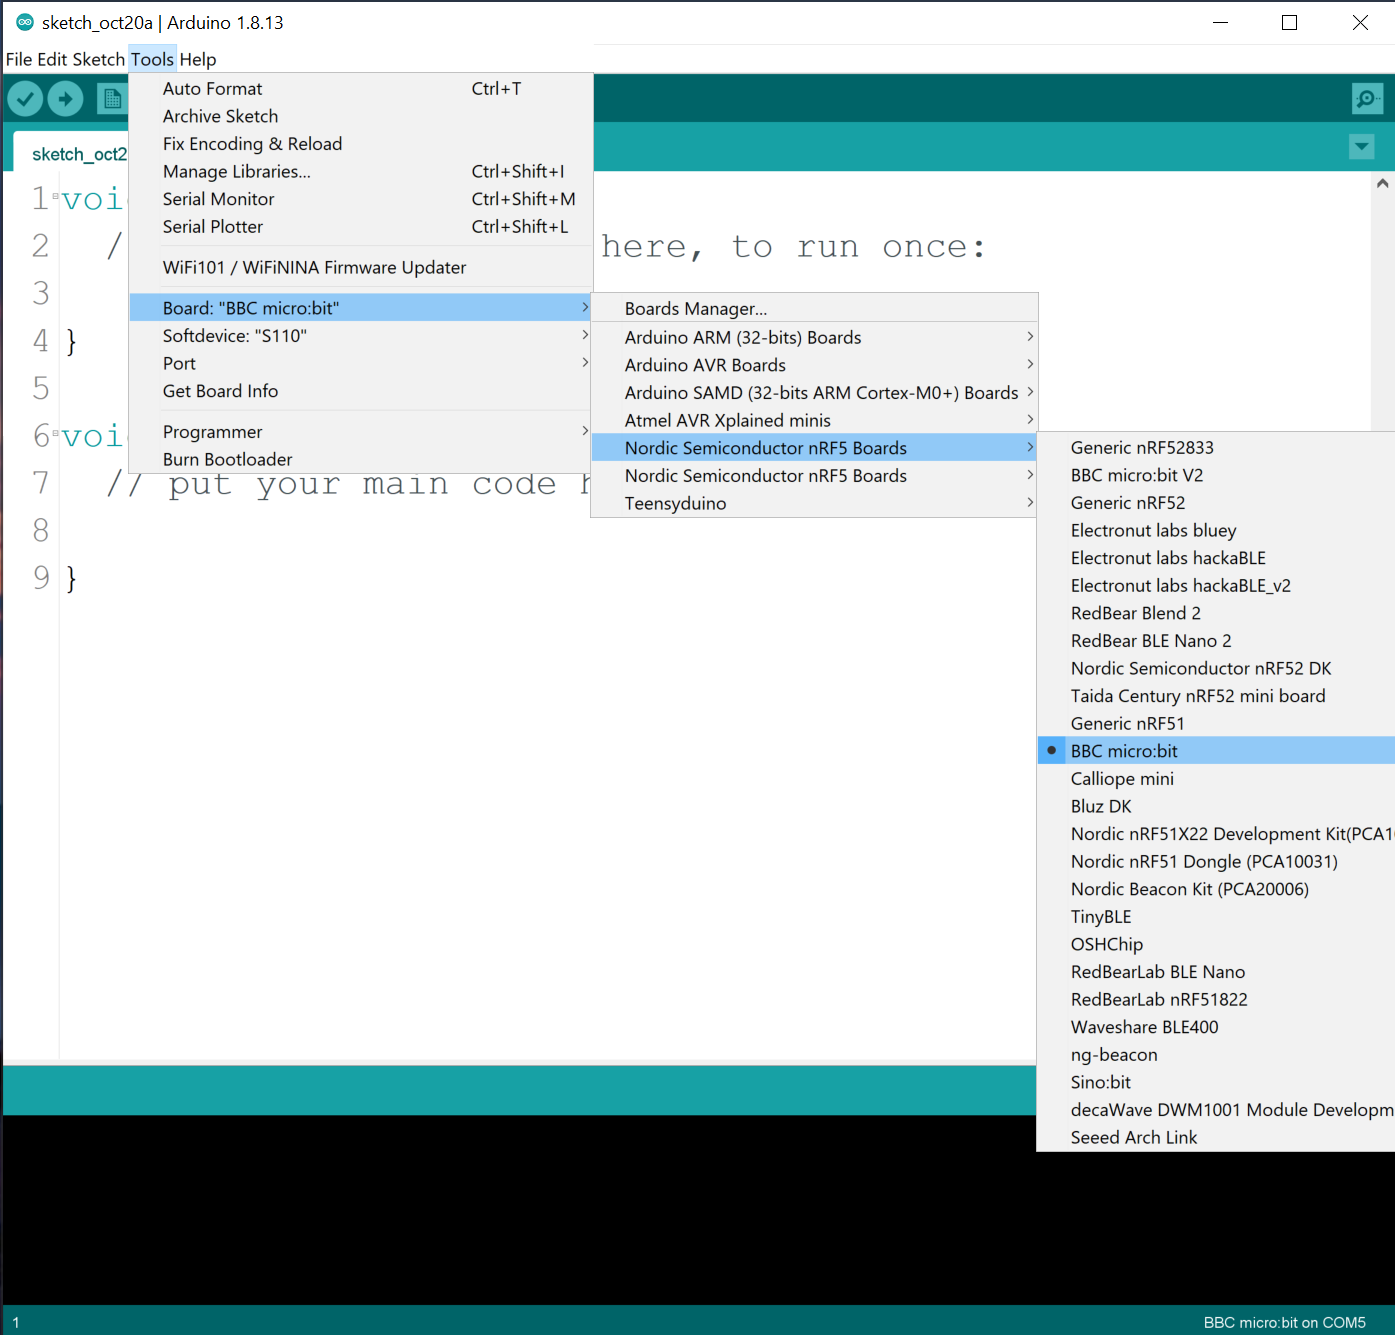 sketch_oct20a | Arduino 1.8.13
File Edit Sketch Tools Help
Auto Format Ctrl+T
Archive Sketch
Fix Encoding & Reload
Manage Libraries... Ctrl+Shift+I
Serial Monitor Ctrl+Shift+M
Serial Plotter Ctrl+Shift+L
WiFi101 / WiFiNINA Firmware Updater
Board: "BBC micro:bit"
Softdevice: "S110"
Port
Get Board Info
Programmer
Burn Bootloader
sketch_oct2
1 voi
2 / here, to run once:
3
4 }
5
6 voi
7 // put your main code h
8
9 }
Boards Manager...
Arduino ARM (32-bits) Boards
Arduino AVR Boards
Arduino SAMD (32-bits ARM Cortex-M0+) Boards
Atmel AVR Xplained minis
Nordic Semiconductor nRF5 Boards
Nordic Semiconductor nRF5 Boards
Teensyduino
Generic nRF52833
BBC micro:bit V2
Generic nRF52
Electronut labs bluey
Electronut labs hackaBLE
Electronut labs hackaBLE_v2
RedBear Blend 2
RedBear BLE Nano 2
Nordic Semiconductor nRF52 DK
Taida Century nRF52 mini board
Generic nRF51
BBC micro:bit
Calliope mini
Bluz DK
Nordic nRF51X22 Development Kit(PCA1
Nordic nRF51 Dongle (PCA10031)
Nordic Beacon Kit (PCA20006)
TinyBLE
OSHChip
RedBearLab BLE Nano
RedBearLab nRF51822
Waveshare BLE400
ng-beacon
Sino:bit
decaWave DWM1001 Module Developm
Seeed Arch Link
1 BBC micro:bit on COM5